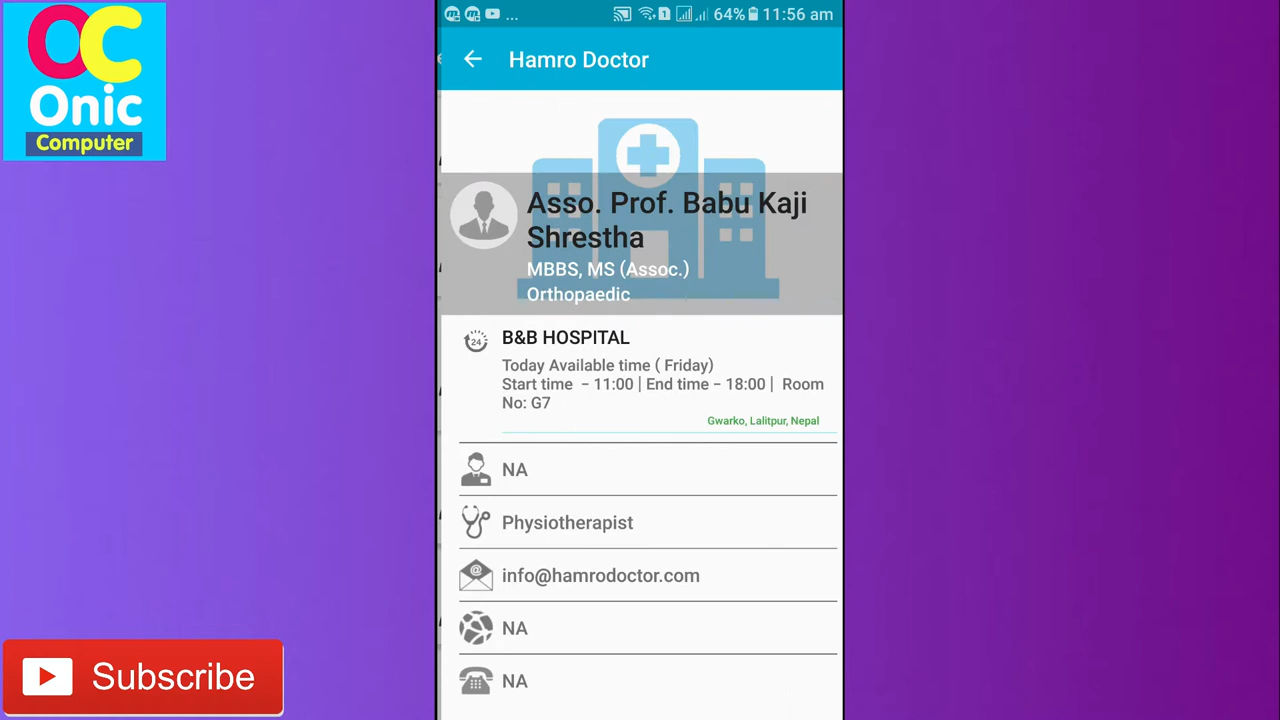 OC
Onic
Computer
... 1 64% 11:56 am
Hamro Doctor
Asso. Prof. Babu Kaji
Shrestha
MBBS, MS (Assoc.)
Orthopaedic
24
B&B HOSPITAL
Today Available time ( Friday)
Start time - 11:00 | End time - 18:00 | Room
No: G7
Gwarko, Lalitpur, Nepal
NA
Physiotherapist
@
info@hamrodoctor.com
NA
NA
Subscribe